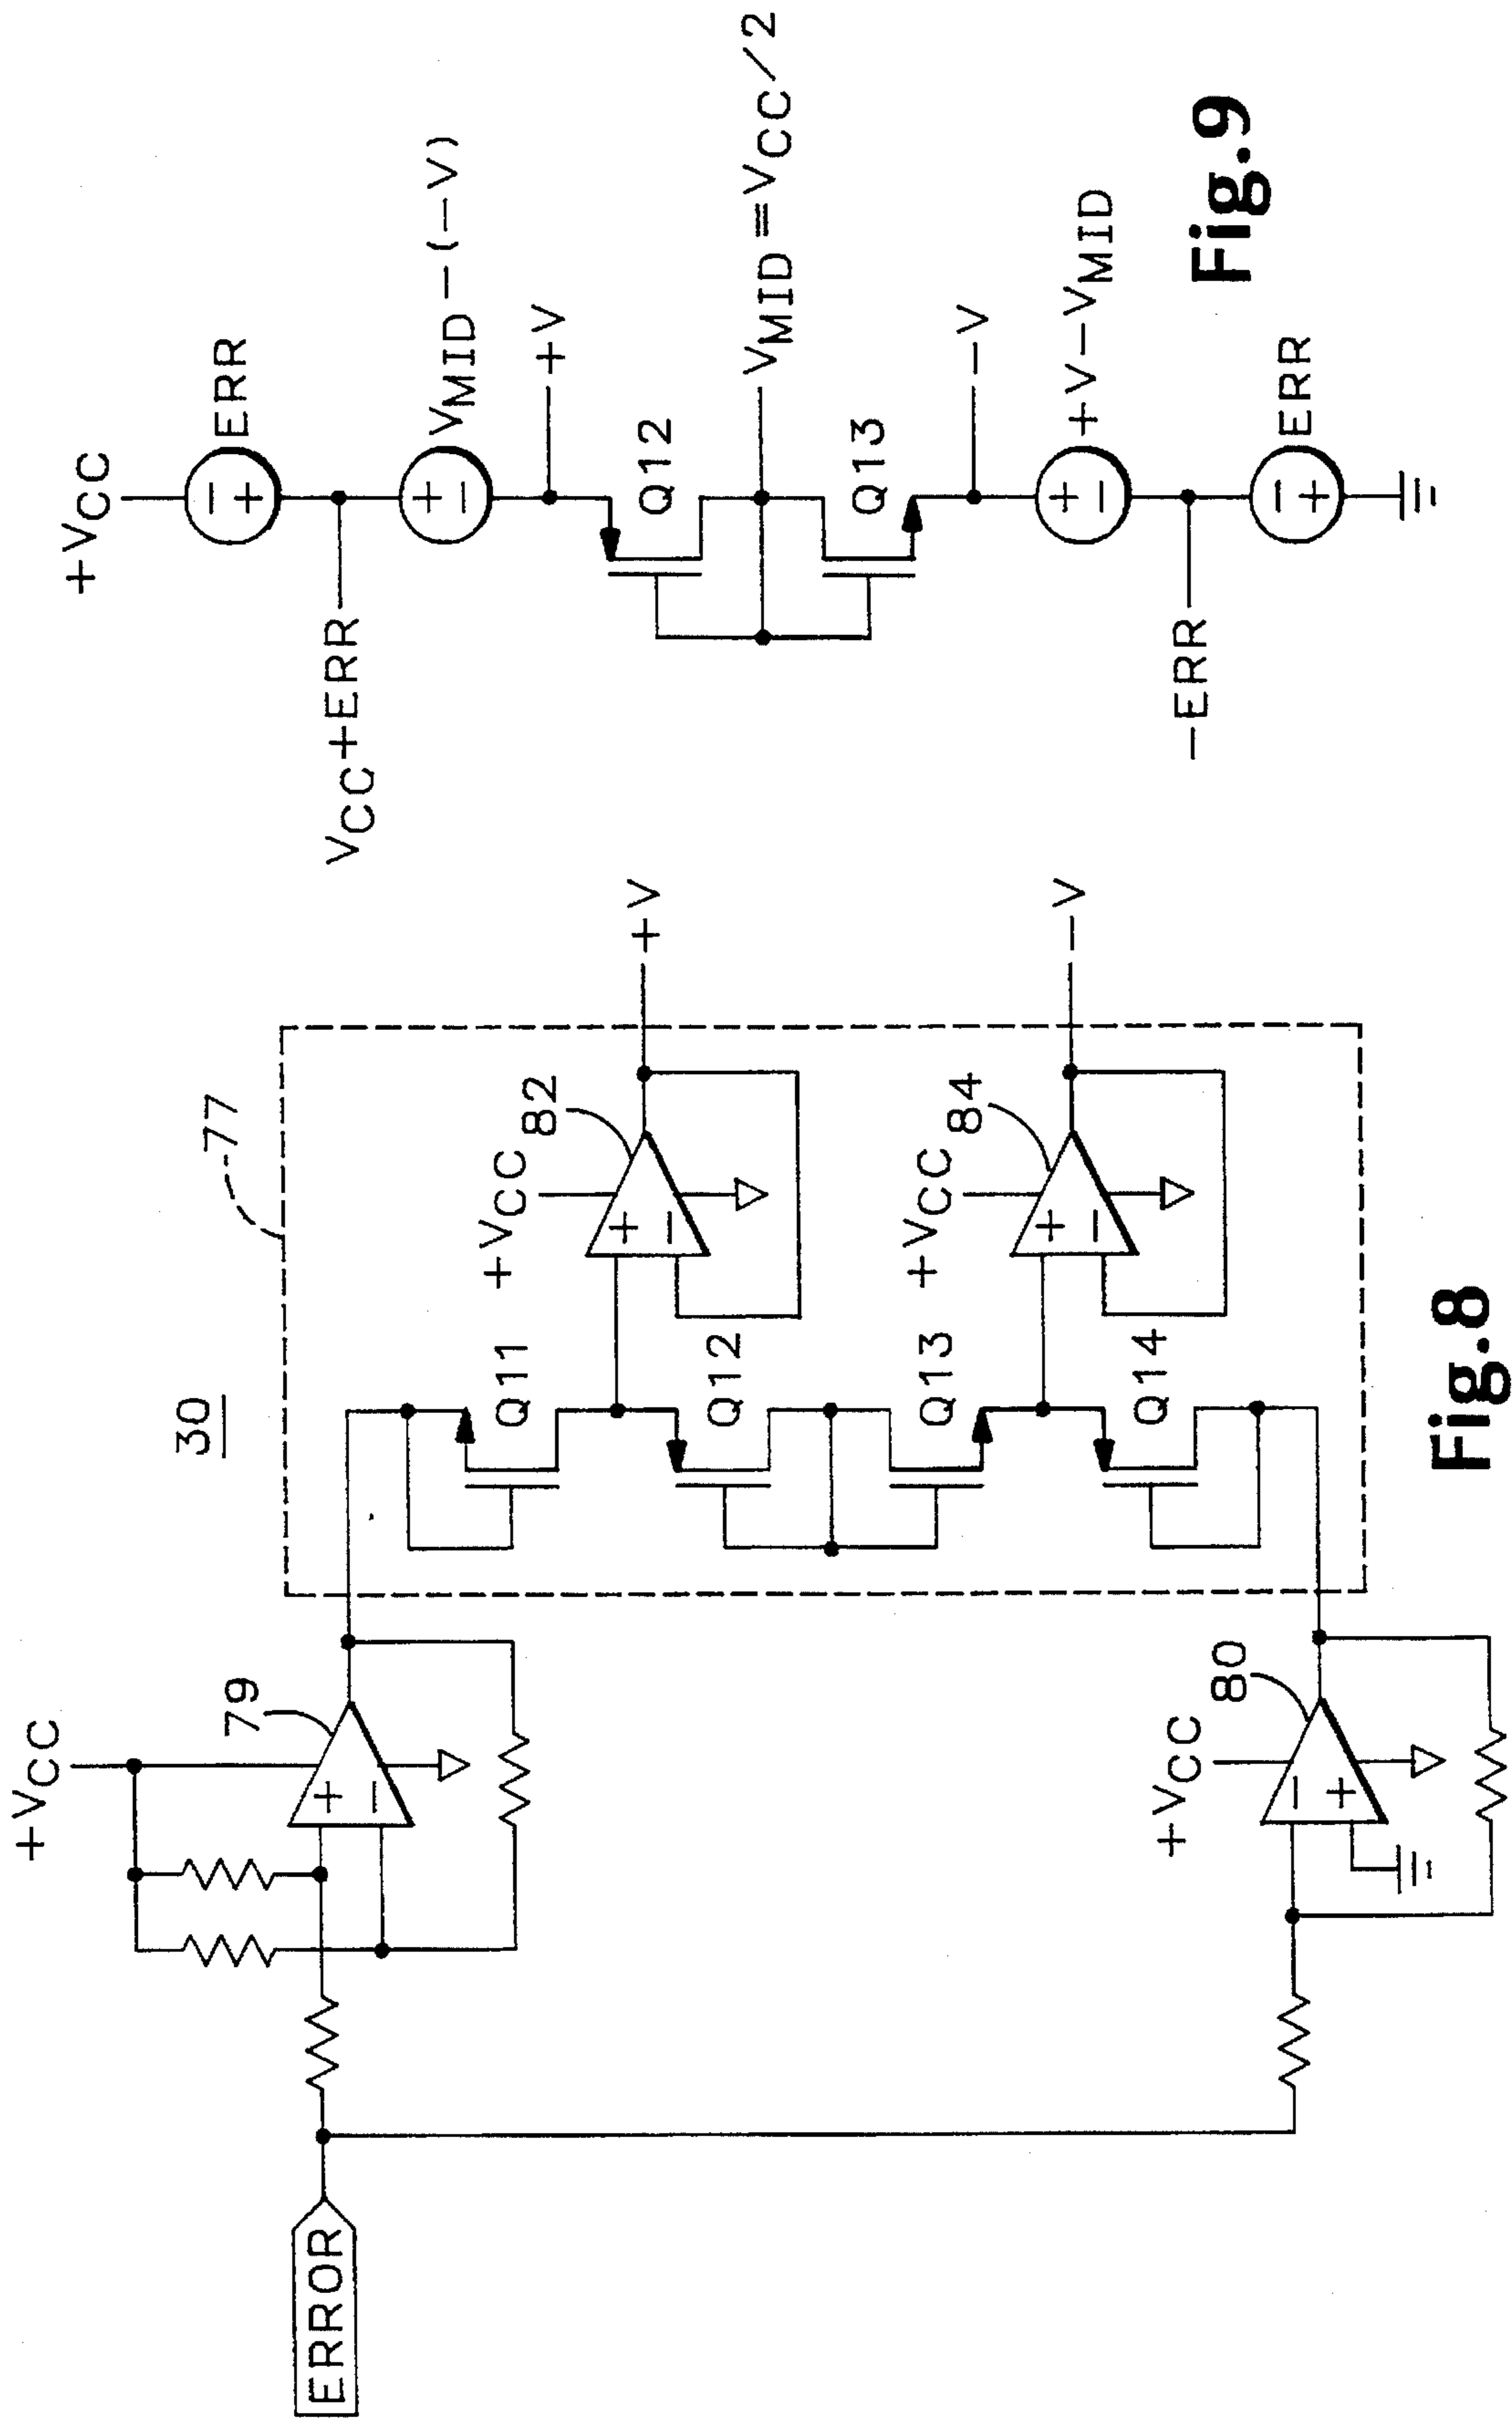 30
77
+VCC
79
ERROR
+VCC
80
Q11
+VCC
82
+V
Q12
Q13
+VCC
84
-V
Q14
Fig.8
+VCC
ERR
VCC+ERR
VMID-(-V)
+V
Q12
VMID=VCC/2
Q13
-V
+V-VMID
-ERR
ERR
Fig.9